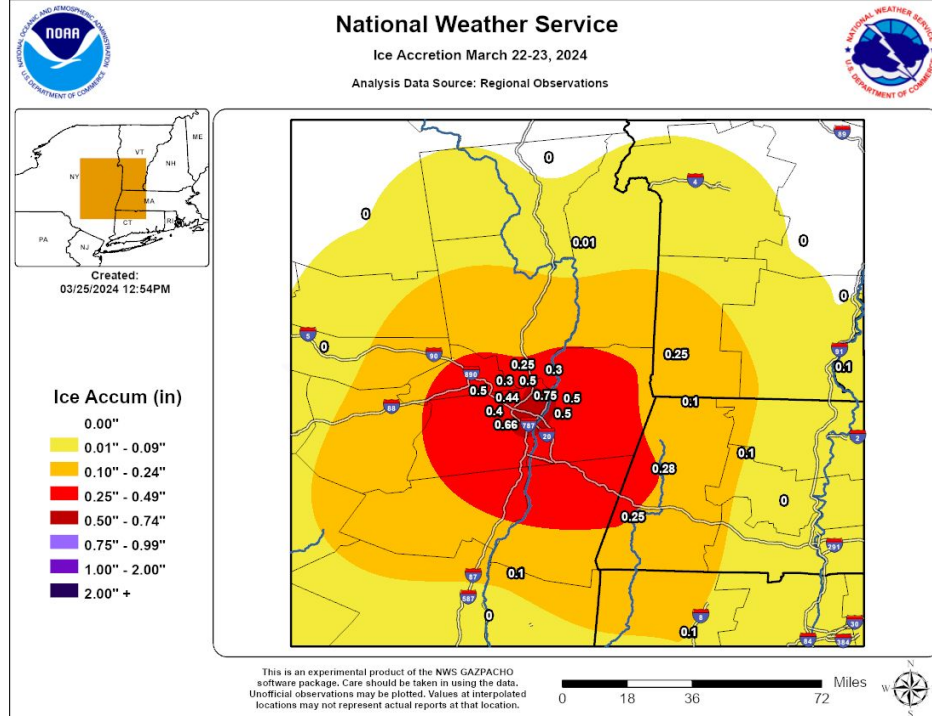 National Weather Service
Ice Accretion March 22-23, 2024
Analysis Data Source: Regional Observations
NATIONAL OCEANIC AND ATMOSPHERIC ADMINISTRATION
NOAA
U.S. DEPARTMENT OF COMMERCE
NATIONAL WEATHER SERVICE
U.S. DEPARTMENT OF COMMERCE
ME
VT
NH
NY
MA
CT
RI
PA
NJ
Created:
03/25/2024 12:54PM
Ice Accum (in)
0.00"
0.01" - 0.09"
0.10" - 0.24"
0.25" - 0.49"
0.50" - 0.74"
0.75" - 0.99"
1.00" - 2.00"
2.00" +
89
0
4
0
0.01
0
0
5
0
90
91
0.25
0.25
0.3
0.1
890
0.3
0.5
0.5
0.44
0.75
0.5
0.1
88
0.4
0.5
0.66
787
20
2
0.1
0.28
0
0.25
291
87
0.1
587
0
8
0.1
84
384
This is an experimental product of the NWS GAZPACHO
software package. Care should be taken in using the data.
Unofficial observations may be plotted. Values at interpolated
locations may not represent actual reports at that location.
Miles
0 18 36 72
N
W
E
S